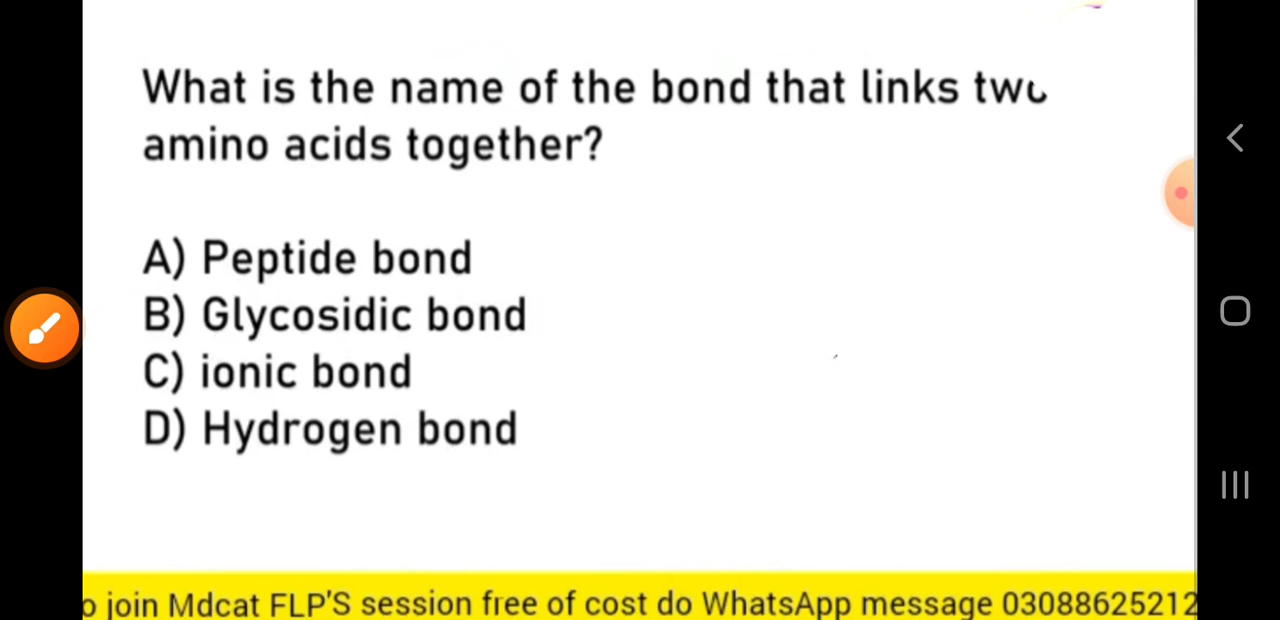 What is the name of the bond that links two
amino acids together?
A) Peptide bond
B) Glycosidic bond
C) ionic bond
D) Hydrogen bond
o join Mdcat FLP'S session free of cost do WhatsApp message 03088625212